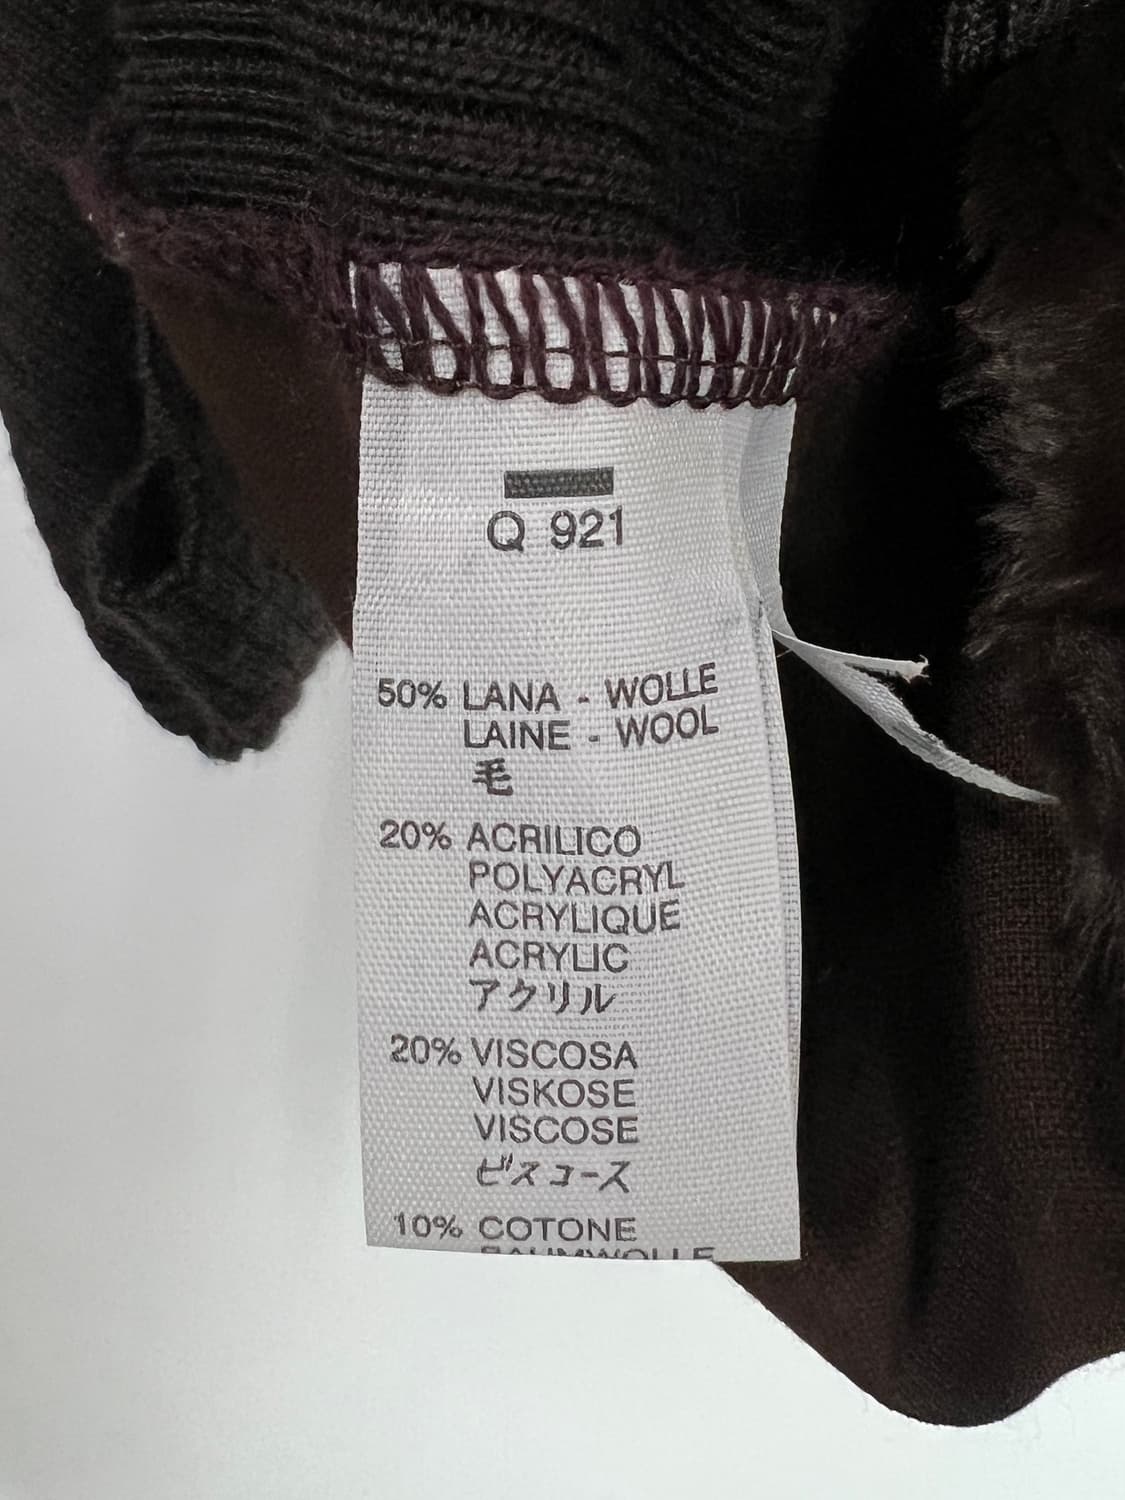 Q 921
50% LANA - WOLLE
LAINE - WOOL
毛
20% ACRILICO
POLYACRYL
ACRYLIQUE
ACRYLIC
アクリル
20% VISCOSA
VISKOSE
VISCOSE
ビスコース
10% COTONE
BAUMWOLLE